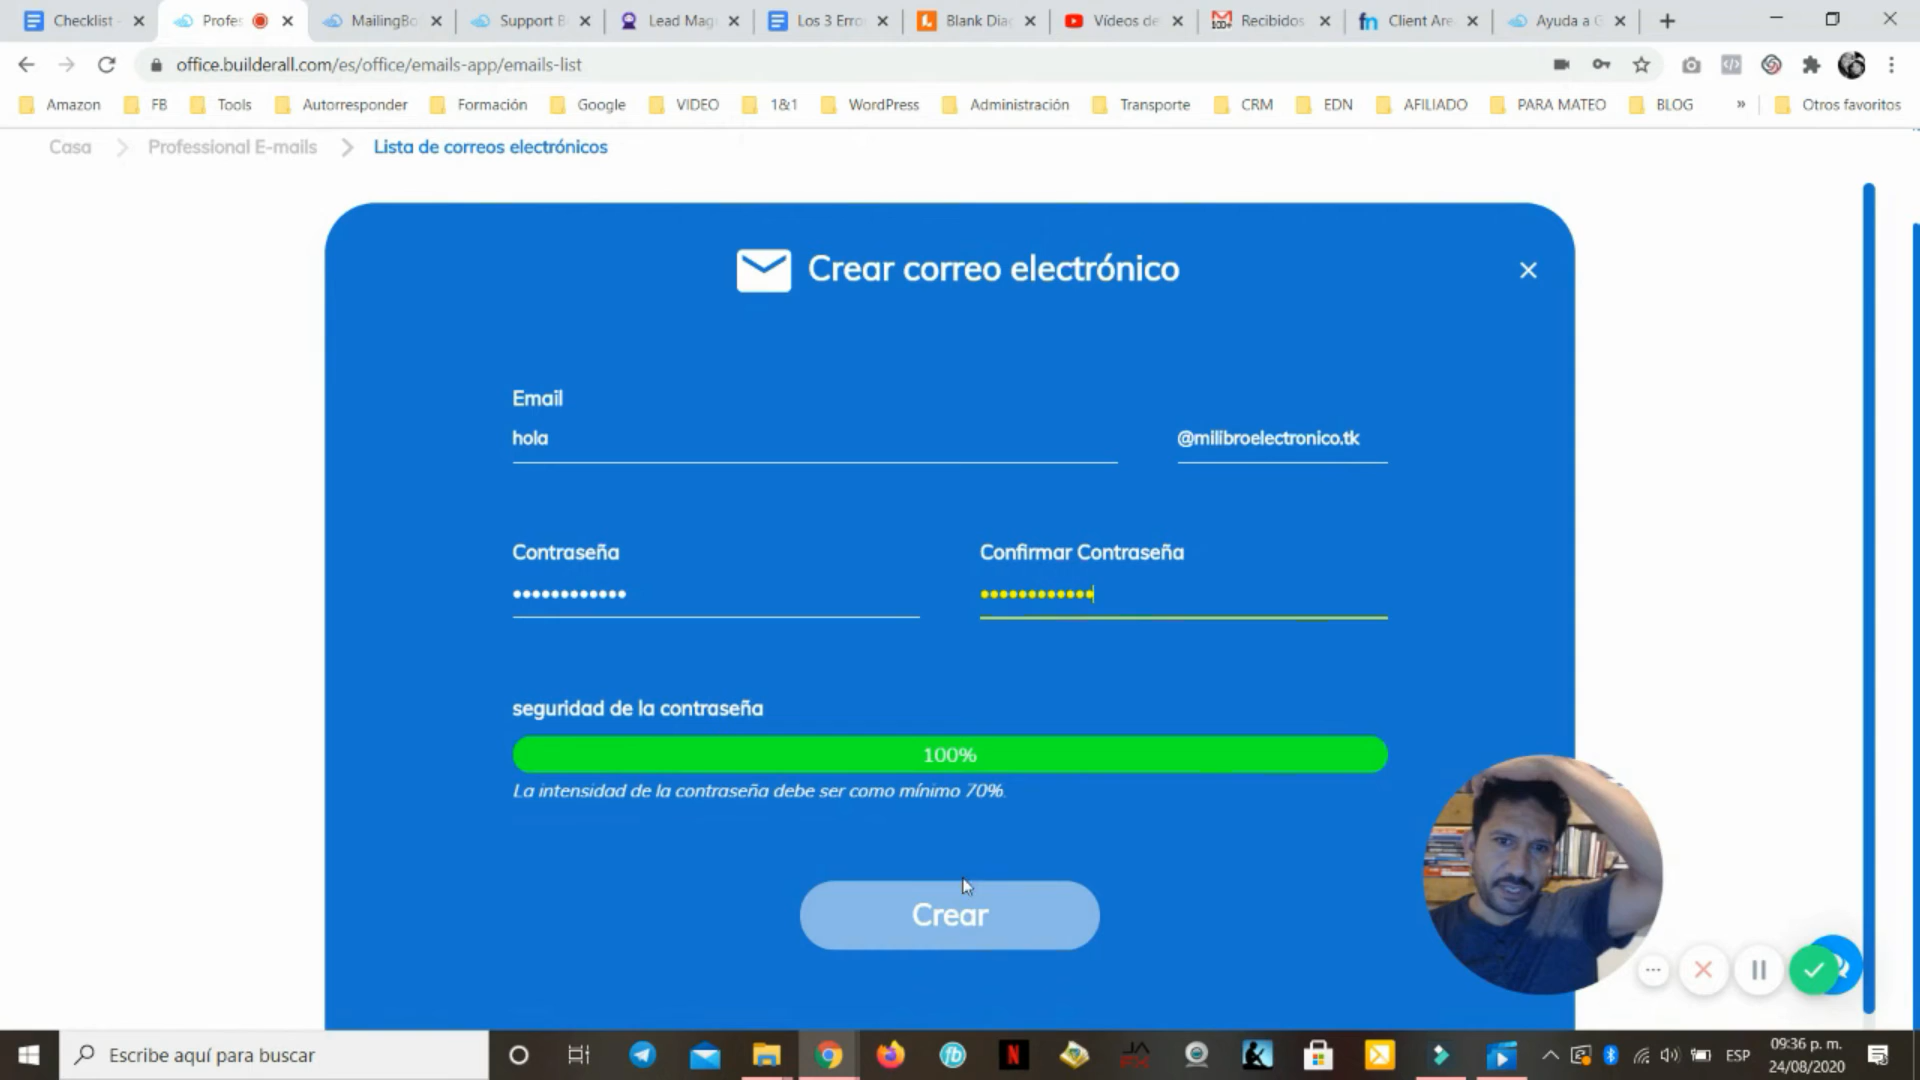 Checklist -
Profes
MailingBo
Support B
Lead Mag
Los 3 Erro
Blank Dia
Vídeos de
Recibidos
Client Are
Ayuda a G
office.builderall.com/es/office/emails-app/emails-list
Amazon
FB
Tools
Autorresponder
Formación
Google
VIDEO
1&1
WordPress
Administración
Transporte
CRM
EDN
AFILIADO
PARA MATEO
BLOG
»
Otros favoritos
Casa
Professional E-mails
Lista de correos electrónicos
Crear correo electrónico
Email
hola
@milibroelectronico.tk
Contraseña
Confirmar Contraseña
seguridad de la contraseña
100%
La intensidad de la contraseña debe ser como mínimo 70%.
Crear
Escribe aquí para buscar
ESP
09:36 p. m.
24/08/2020